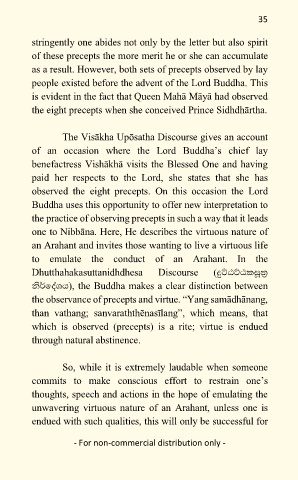 35
stringently one abides not only by the letter but also spirit
of these precepts the more merit he or she can accumulate
as a result. However, both sets of precepts observed by lay
people existed before the advent of the Lord Buddha. This
is evident in the fact that Queen Mahā Māyā had observed
the eight precepts when she conceived Prince Sidhdhārtha.
The Visākha Upōsatha Discourse gives an account
of an occasion where the Lord Buddha's chief lay
benefactress Vishākhā visits the Blessed One and having
paid her respects to the Lord, she states that she has
observed the eight precepts. On this occasion the Lord
Buddha uses this opportunity to offer new interpretation to
the practice of observing precepts in such a way that it leads
one to Nibbāna. Here, He describes the virtuous nature of
an Arahant and invites those wanting to live a virtuous life
to emulate the conduct of an Arahant. In the
Dhutthahakasuttanidhdhesa Discourse (දුට්ඨට්ඨකසුත්‍ර
නිර්දේශය), the Buddha makes a clear distinction between
the observance of precepts and virtue. “Yang samādhānang,
than vathang; sanvaraththēnasīlang”, which means, that
which is observed (precepts) is a rite; virtue is endued
through natural abstinence.
So, while it is extremely laudable when someone
commits to make conscious effort to restrain one's
thoughts, speech and actions in the hope of emulating the
unwavering virtuous nature of an Arahant, unless one is
endued with such qualities, this will only be successful for
- For non-commercial distribution only -